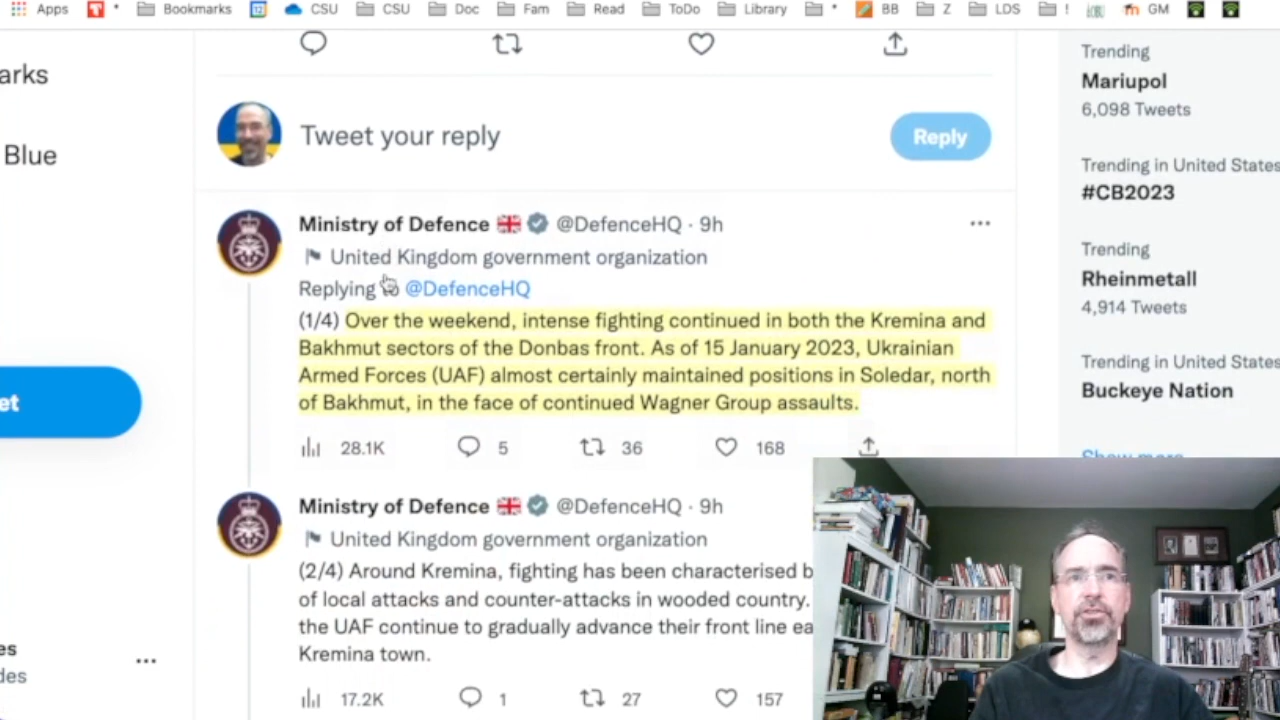 Apps
Bookmarks
CSU
CSU
Doc
Fam
Read
ToDo
Library
BB
Z
LDS
!
GM
Tweet your reply
Reply
Ministry of Defence @DefenceHQ · 9h
United Kingdom government organization
Replying to @DefenceHQ
(1/4) Over the weekend, intense fighting continued in both the Kremina and
Bakhmut sectors of the Donbas front. As of 15 January 2023, Ukrainian
Armed Forces (UAF) almost certainly maintained positions in Soledar, north
of Bakhmut, in the face of continued Wagner Group assaults.
28.1K 5 36 168
Ministry of Defence @DefenceHQ · 9h
United Kingdom government organization
(2/4) Around Kremina, fighting has been characterised b
of local attacks and counter-attacks in wooded country.
the UAF continue to gradually advance their front line ea
Kremina town.
17.2K 1 27 157
arks
Blue
et
es
des
Trending
Mariupol
6,098 Tweets
Trending in United States
#CB2023
Trending
Rheinmetall
4,914 Tweets
Trending in United States
Buckeye Nation
Show more